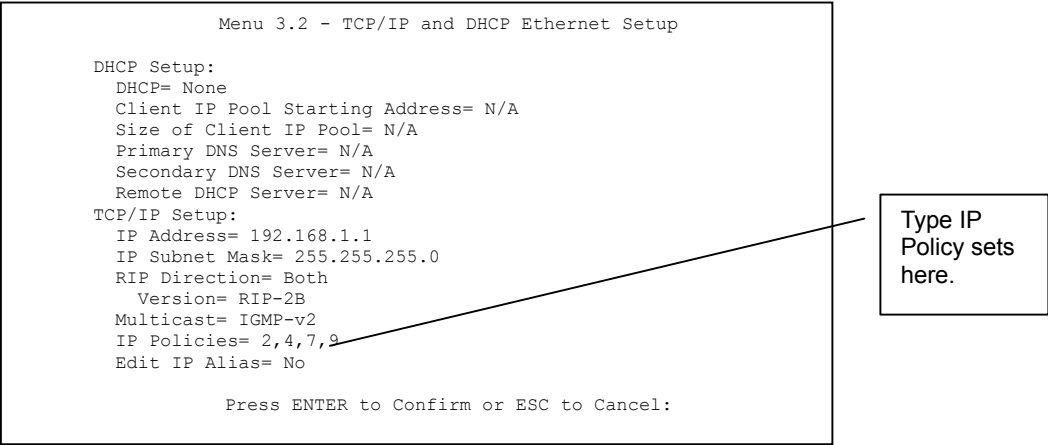 Menu 3.2 - TCP/IP and DHCP Ethernet Setup
DHCP Setup:
DHCP= None
Client IP Pool Starting Address= N/A
Size of Client IP Pool= N/A
Primary DNS Server= N/A
Secondary DNS Server= N/A
Remote DHCP Server= N/A
TCP/IP Setup:
IP Address= 192.168.1.1
IP Subnet Mask= 255.255.255.0
RIP Direction= Both
Version= RIP-2B
Multicast= IGMP-v2
IP Policies= 2,4,7,9
Edit IP Alias= No
Press ENTER to Confirm or ESC to Cancel:
Type IP
Policy sets
here.